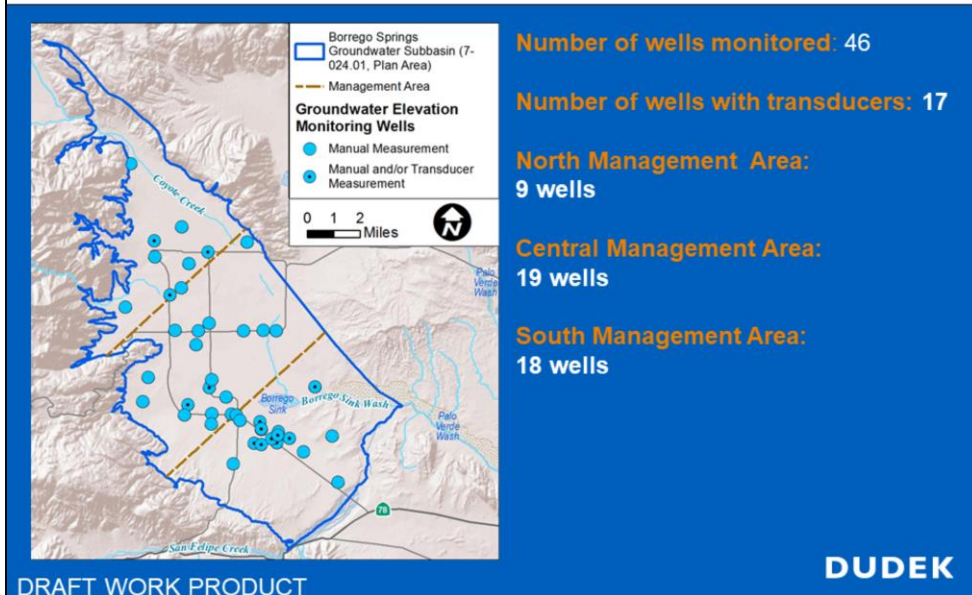 Borrego Springs
Groundwater Subbasin (7-
024.01, Plan Area)
Management Area
Groundwater Elevation
Monitoring Wells
Manual Measurement
Manual and/or Transducer
Measurement
0 1 2
Miles
N
Coyote Creek
Palo
Verde
Wash
Borrego
Sink
Borrego Sink Wash
Palo
Verde
Wash
78
San Felipe Creek
Number of wells monitored: 46
Number of wells with transducers: 17
North Management Area:
9 wells
Central Management Area:
19 wells
South Management Area:
18 wells
DRAFT WORK PRODUCT
DUDEK